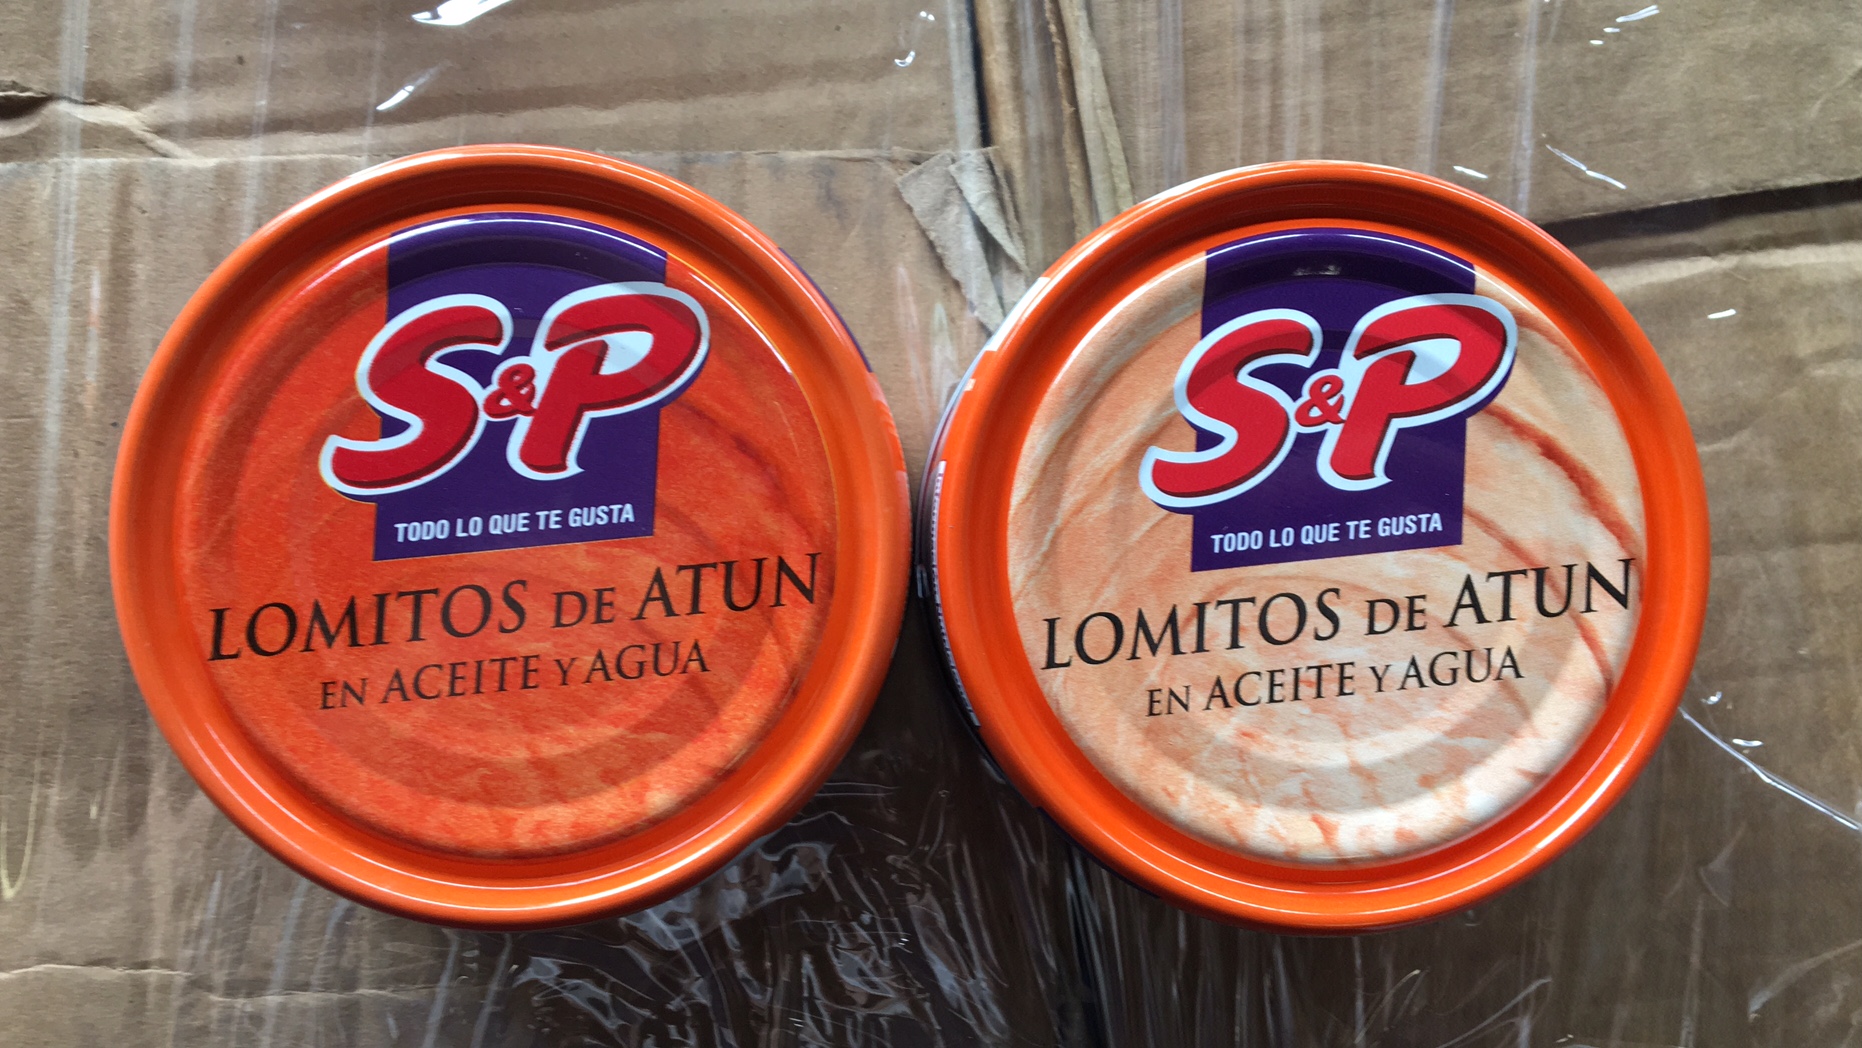 S&P
TODO LO QUE TE GUSTA
LOMITOS DE ATUN
EN ACEITE Y AGUA
S&P
TODO LO QUE TE GUSTA
LOMITOS DE ATUN
EN ACEITE Y AGUA